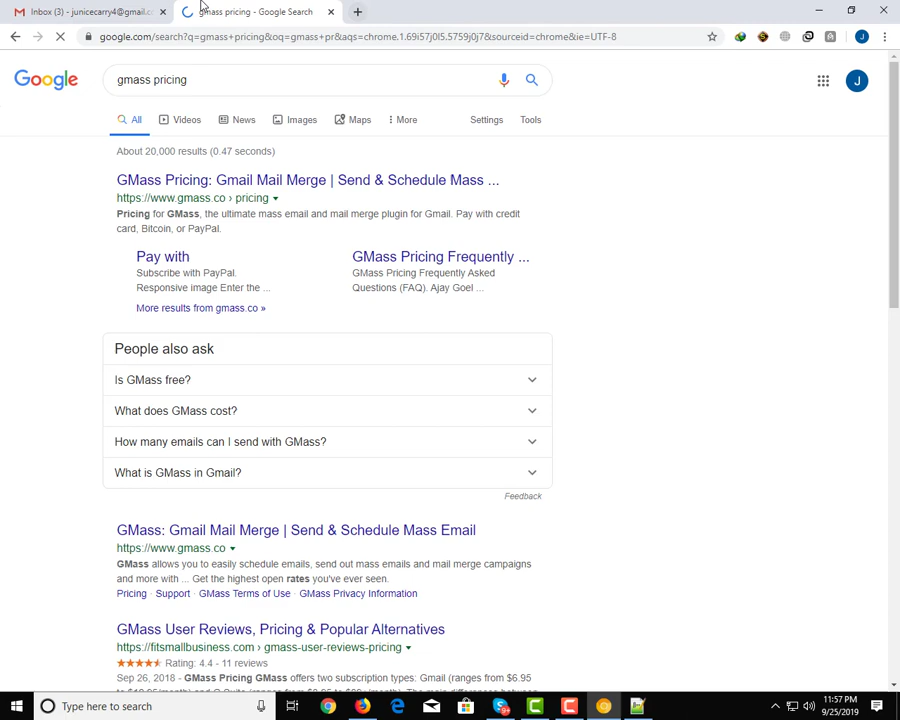 Inbox (3) - junicecarry4@gmail.co
gmass pricing - Google Search
google.com/search?q=gmass+pricing&oq=gmass+pr&aqs=chrome.1.69i57j0l5.5759j0j7&sourceid=chrome&ie=UTF-8
Google
gmass pricing
J
All
Videos
News
Images
Maps
More
Settings
Tools
About 20,000 results (0.47 seconds)
GMass Pricing: Gmail Mail Merge | Send & Schedule Mass ...
https://www.gmass.co › pricing
Pricing for GMass, the ultimate mass email and mail merge plugin for Gmail. Pay with credit
card, Bitcoin, or PayPal.
Pay with
Subscribe with PayPal.
Responsive image Enter the ...
GMass Pricing Frequently ...
GMass Pricing Frequently Asked
Questions (FAQ). Ajay Goel ...
More results from gmass.co »
People also ask
Is GMass free?
What does GMass cost?
How many emails can I send with GMass?
What is GMass in Gmail?
Feedback
GMass: Gmail Mail Merge | Send & Schedule Mass Email
https://www.gmass.co
GMass allows you to easily schedule emails, send out mass emails and mail merge campaigns
and more with ... Get the highest open rates you've ever seen.
Pricing · Support · GMass Terms of Use · GMass Privacy Information
GMass User Reviews, Pricing & Popular Alternatives
https://fitsmallbusiness.com › gmass-user-reviews-pricing
Rating: 4.4 - 11 reviews
Sep 26, 2018 - GMass Pricing GMass offers two subscription types: Gmail (ranges from $6.95
Type here to search
11:57 PM
9/25/2019